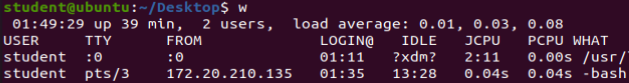 student@ubuntu:~/Desktop$ w
 01:49:29 up 39 min,  2 users,  load average: 0.01, 0.03, 0.08
USER     TTY      FROM             LOGIN@   IDLE   JCPU   PCPU WHAT
student  :0       :0               01:11   ?xdm?   2:11   0.00s /usr/
student  pts/3    172.20.210.135   01:35   13:28   0.04s  0.04s -bash